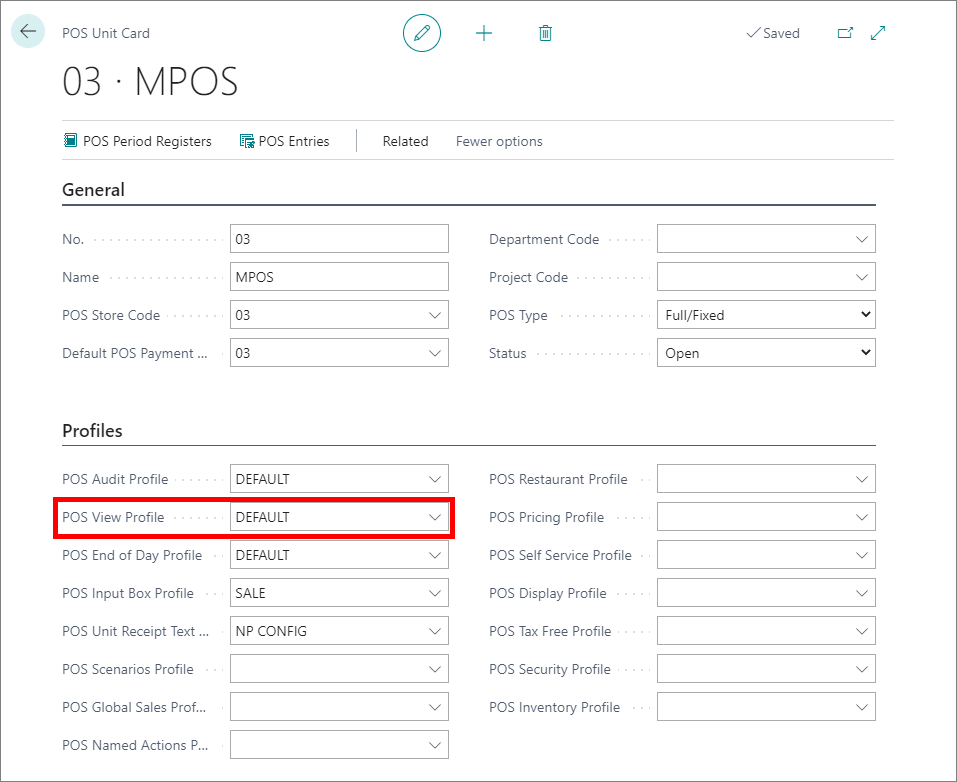 POS Unit Card
Saved
03 · MPOS
POS Period Registers POS Entries Related Fewer options
General
No. 03 Department Code
Name MPOS Project Code
POS Store Code 03 POS Type Full/Fixed
Default POS Payment ... 03 Status Open
Profiles
POS Audit Profile DEFAULT POS Restaurant Profile
POS View Profile DEFAULT POS Pricing Profile
POS End of Day Profile DEFAULT POS Self Service Profile
POS Input Box Profile SALE POS Display Profile
POS Unit Receipt Text ... NP CONFIG POS Tax Free Profile
POS Scenarios Profile POS Security Profile
POS Global Sales Prof... POS Inventory Profile
POS Named Actions P...